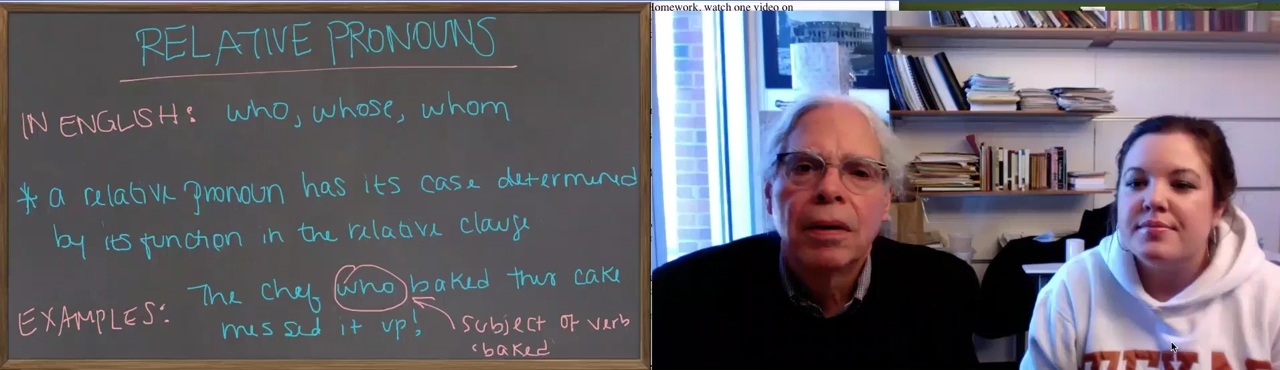 RELATIVE PRONOUNS
IN ENGLISH: who, whose, whom
* a relative pronoun has its case determined
by its function in the relative clause
EXAMPLES: The chef who baked this cake
messed it up!
subject of verb
"baked
Homework, watch one video on